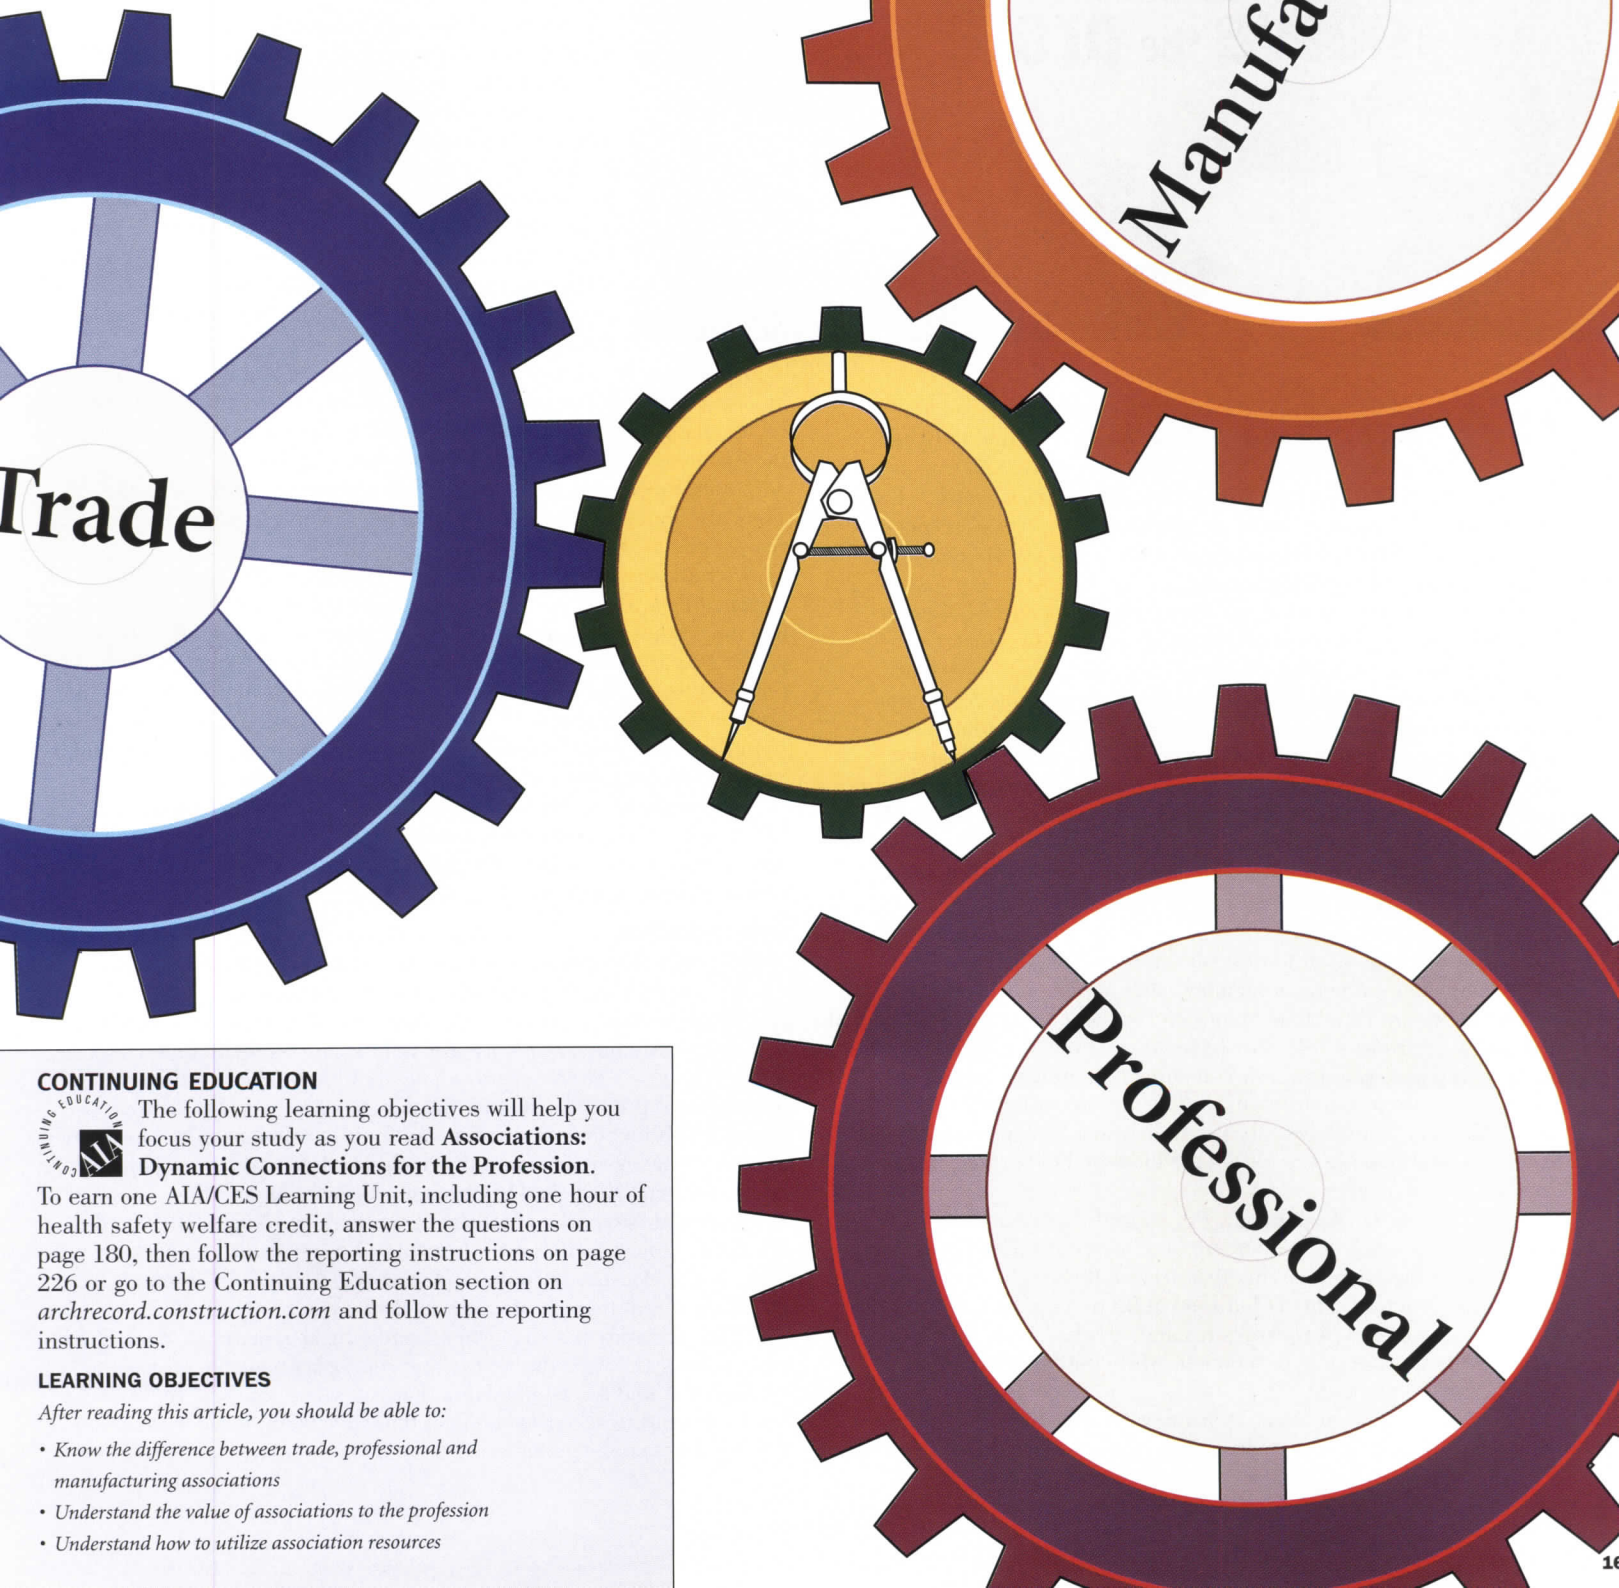 Manufa
Trade
Professional
CONTINUING EDUCATION
CONTINUING EDUCATION
AIA
The following learning objectives will help you
focus your study as you read Associations:
Dynamic Connections for the Profession.
To earn one AIA/CES Learning Unit, including one hour of
health safety welfare credit, answer the questions on
page 180, then follow the reporting instructions on page
226 or go to the Continuing Education section on
archrecord.construction.com and follow the reporting
instructions.
LEARNING OBJECTIVES
After reading this article, you should be able to:
• Know the difference between trade, professional and
manufacturing associations
• Understand the value of associations to the profession
• Understand how to utilize association resources